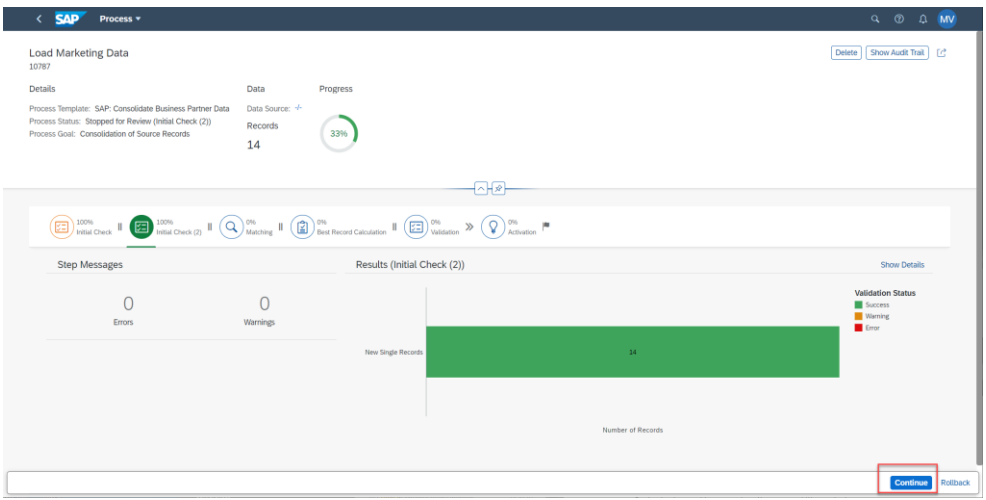 SAP Process
MV
Load Marketing Data
10787
Delete
Show Audit Trail
Details
Data
Progress
Process Template: SAP: Consolidate Business Partner Data
Process Status: Stopped for Review (Initial Check (2))
Process Goal: Consolidation of Source Records
Data Source: -/-
Records
14
33%
100%
Initial Check
100%
Initial Check (2)
0%
Matching
0%
Best Record Calculation
0%
Validation
0%
Activation
Step Messages
0
Errors
0
Warnings
Results (Initial Check (2))
Show Details
New Single Records
14
Number of Records
Validation Status
Success
Warning
Error
Continue
Rollback